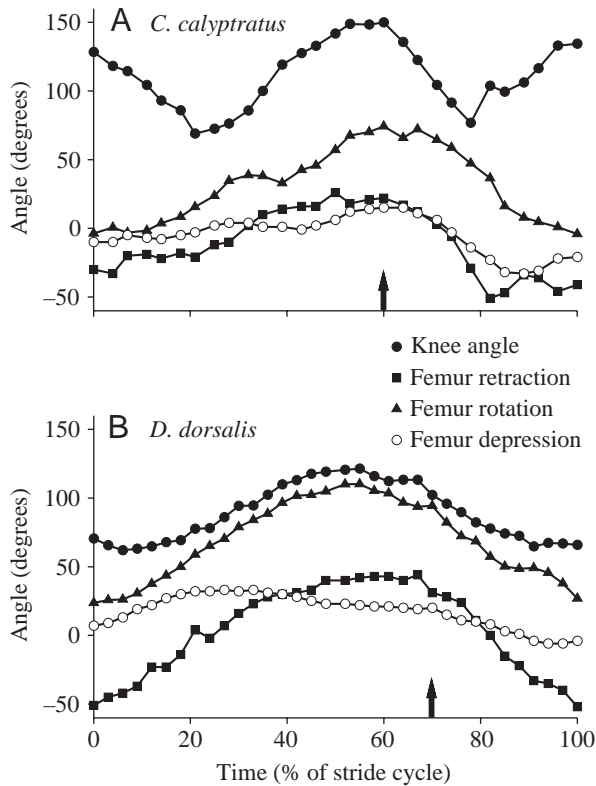 A C. calyptratus
150
100
50
0
–50
Angle (degrees)
Knee angle
Femur retraction
Femur rotation
Femur depression
B D. dorsalis
150
100
50
0
–50
Angle (degrees)
0 20 40 60 80 100
Time (% of stride cycle)